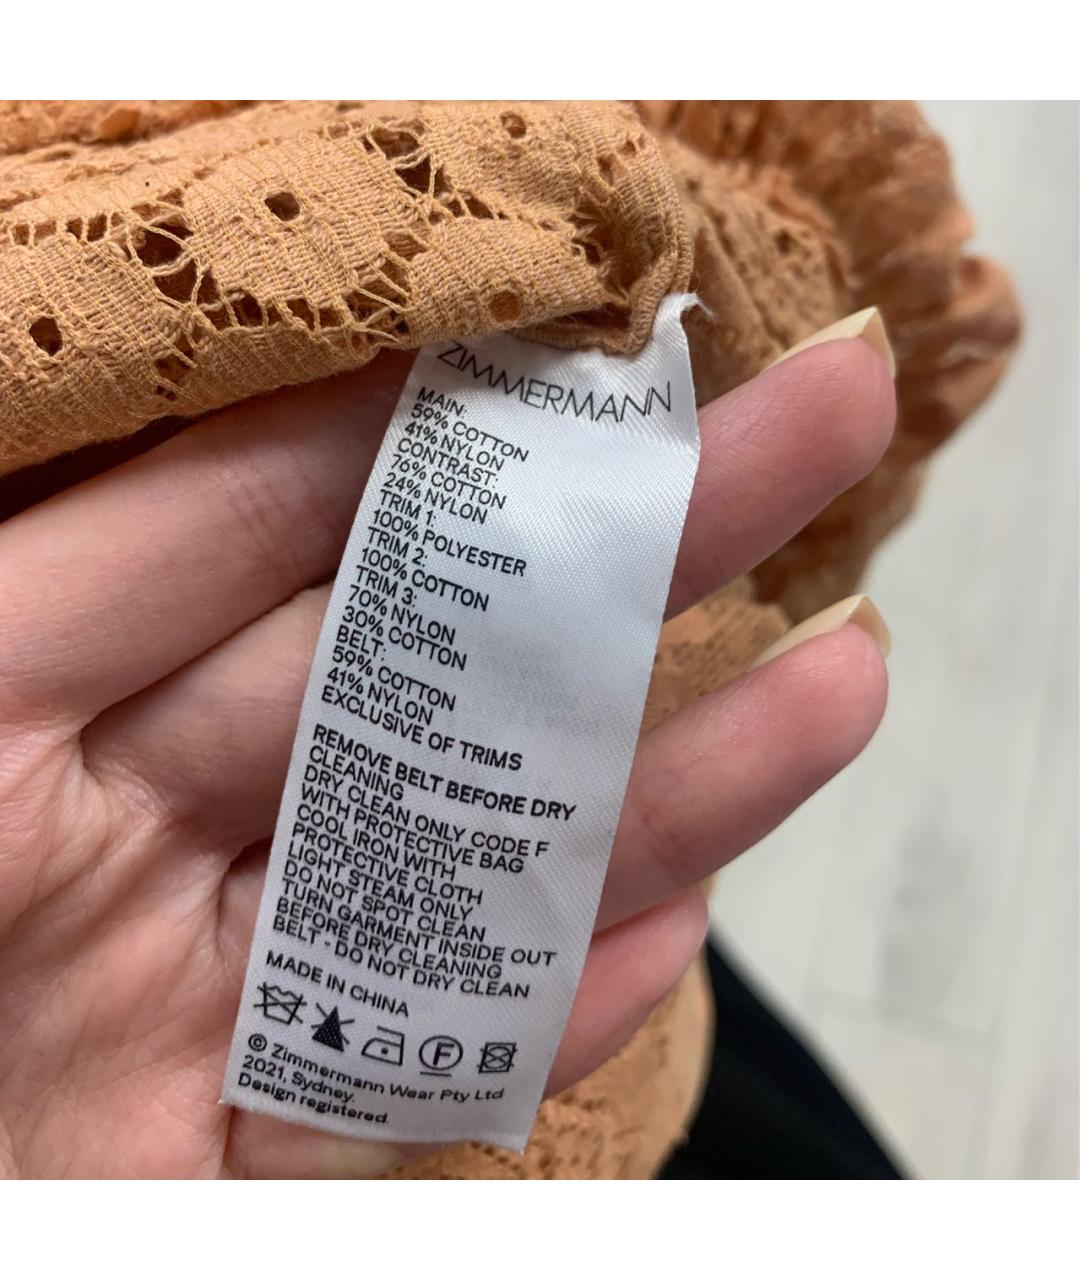 ZIMMERMANN
MAIN:
59% COTTON
41% NYLON
CONTRAST:
76% COTTON
24% NYLON
TRIM 1:
100% POLYESTER
TRIM 2:
100% COTTON
TRIM 3:
70% NYLON
30% COTTON
BELT:
59% COTTON
41% NYLON
EXCLUSIVE OF TRIMS
REMOVE BELT BEFORE DRY
CLEANING
DRY CLEAN ONLY CODE F
WITH PROTECTIVE BAG
COOL IRON WITH
PROTECTIVE CLOTH
LIGHT STEAM ONLY
DO NOT SPOT CLEAN
TURN GARMENT INSIDE OUT
BEFORE DRY CLEANING
BELT - DO NOT DRY CLEAN
MADE IN CHINA
F
© Zimmermann Wear Pty Ltd
2021, Sydney.
Design registered.